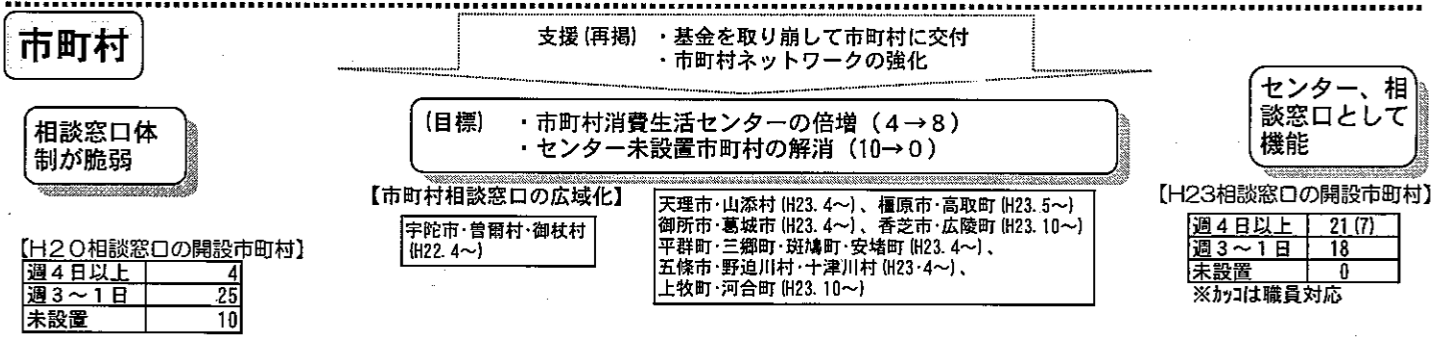 市町村
支援(再掲) ・基金を取り崩して市町村に交付
・市町村ネットワークの強化
相談窓口体
制が脆弱
(目標) ・市町村消費生活センターの倍増(4→8)
・センター未設置市町村の解消(10→0)
センター、相
談窓口として
機能
【市町村相談窓口の広域化】
宇陀市・曽爾村・御杖村
(H22.4~)
天理市・山添村(H23.4~)、橿原市・高取町(H23.5~)
御所市・葛城市(H23.4~)、香芝市・広陵町(H23.10~)
平群町・三郷町・斑鳩町・安堵町(H23.4~)、
五條市・野迫川村・十津川村(H23・4~)、
上牧町・河合町(H23.10~)
【H20相談窓口の開設市町村】
週4日以上 4
週3~1日 25
未設置 10
【H23相談窓口の開設市町村】
週4日以上 21(7)
週3~1日 18
未設置 0
※カッコは職員対応